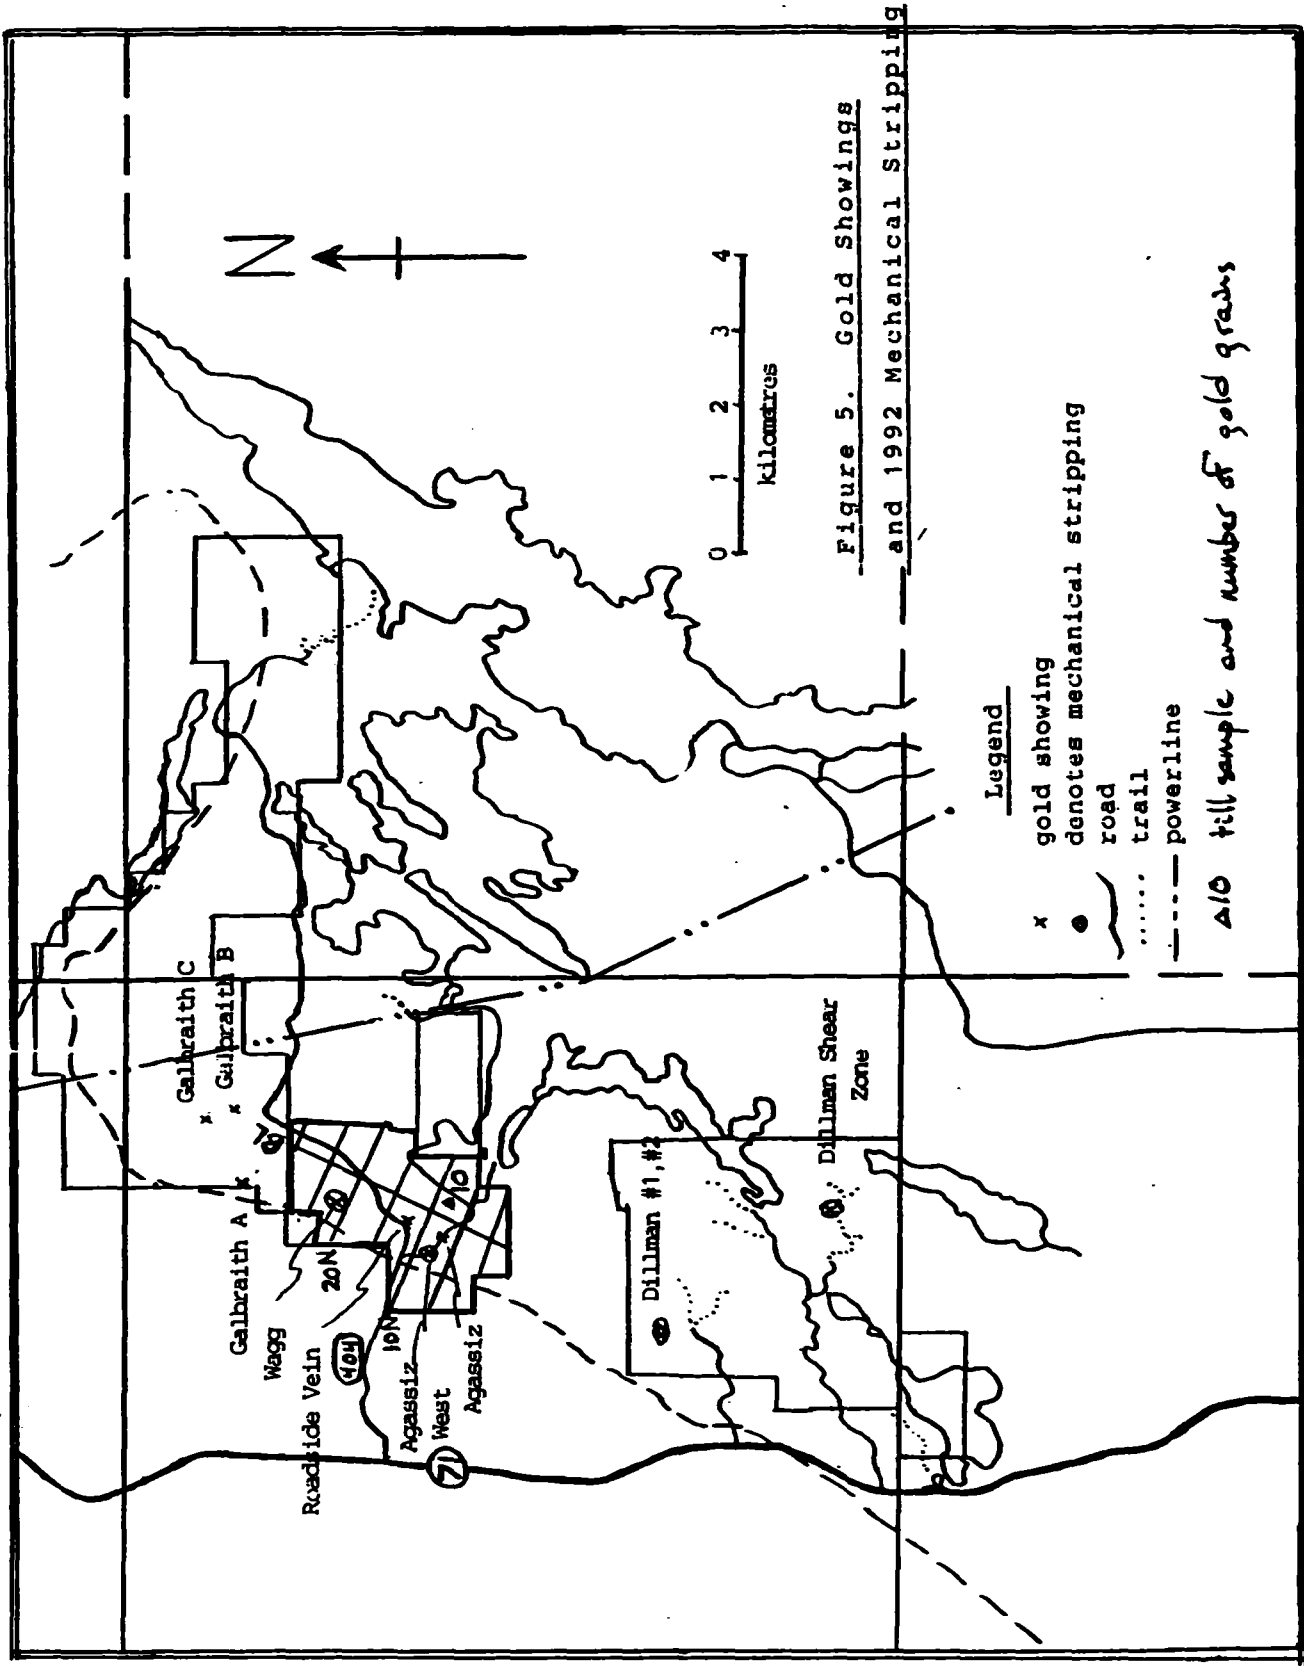 Galbraith C
Galbraith B
Galbraith A
Wagg
Roadside Vein
20N
404
10N
Agassiz
West
Agassiz
71
7
10
Dillman #1,#2
Dillman Shear
Zone
N
0 1 2 3 4
kilometres
Figure 5. Gold Showings
and 1992 Mechanical Stripping
Legend
x gold showing
denotes mechanical stripping
road
trail
powerline
Δ10 till sample and number of gold grains